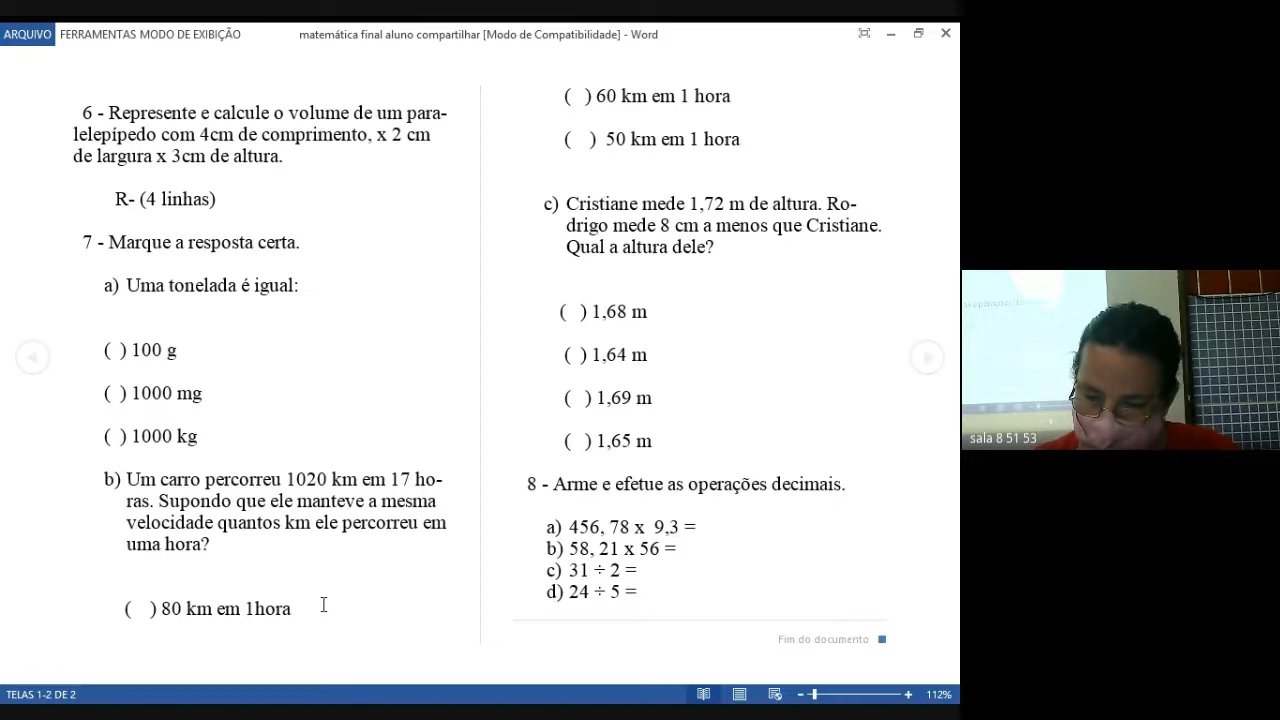 ARQUIVO FERRAMENTAS MODO DE EXIBIÇÃO
matemática final aluno compartilhar [Modo de Compatibilidade] - Word
6 - Represente e calcule o volume de um para-
lelepípedo com 4cm de comprimento, x 2 cm
de largura x 3cm de altura.
R- (4 linhas)
7 - Marque a resposta certa.
a) Uma tonelada é igual:
( ) 100 g
( ) 1000 mg
( ) 1000 kg
b) Um carro percorreu 1020 km em 17 ho-
ras. Supondo que ele manteve a mesma
velocidade quantos km ele percorreu em
uma hora?
( ) 80 km em 1hora
( ) 60 km em 1 hora
( ) 50 km em 1 hora
c) Cristiane mede 1,72 m de altura. Ro-
drigo mede 8 cm a menos que Cristiane.
Qual a altura dele?
( ) 1,68 m
( ) 1,64 m
( ) 1,69 m
( ) 1,65 m
8 - Arme e efetue as operações decimais.
a) 456, 78 x 9,3 =
b) 58, 21 x 56 =
c) 31 ÷ 2 =
d) 24 ÷ 5 =
Fim do documento
TELAS 1-2 DE 2
112%
sala 8 51 53